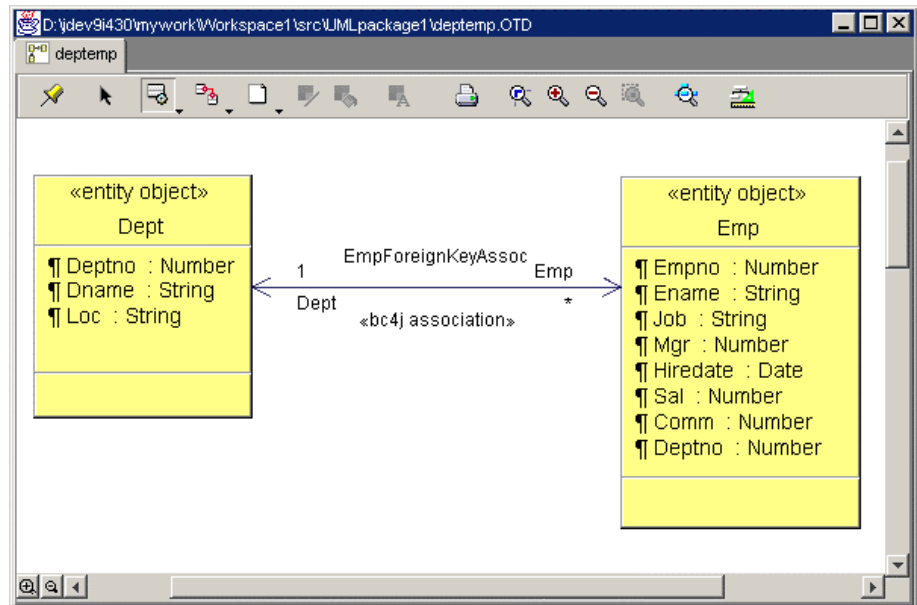 D:\jdev9i430\mywork\Workspace1\src\UMLpackage1\deptemp.OTD
deptemp
«entity object»
Dept
¶ Deptno : Number
¶ Dname : String
¶ Loc : String
EmpForeignKeyAssoc
1
Emp
Dept
*
«bc4j association»
«entity object»
Emp
¶ Empno : Number
¶ Ename : String
¶ Job : String
¶ Mgr : Number
¶ Hiredate : Date
¶ Sal : Number
¶ Comm : Number
¶ Deptno : Number